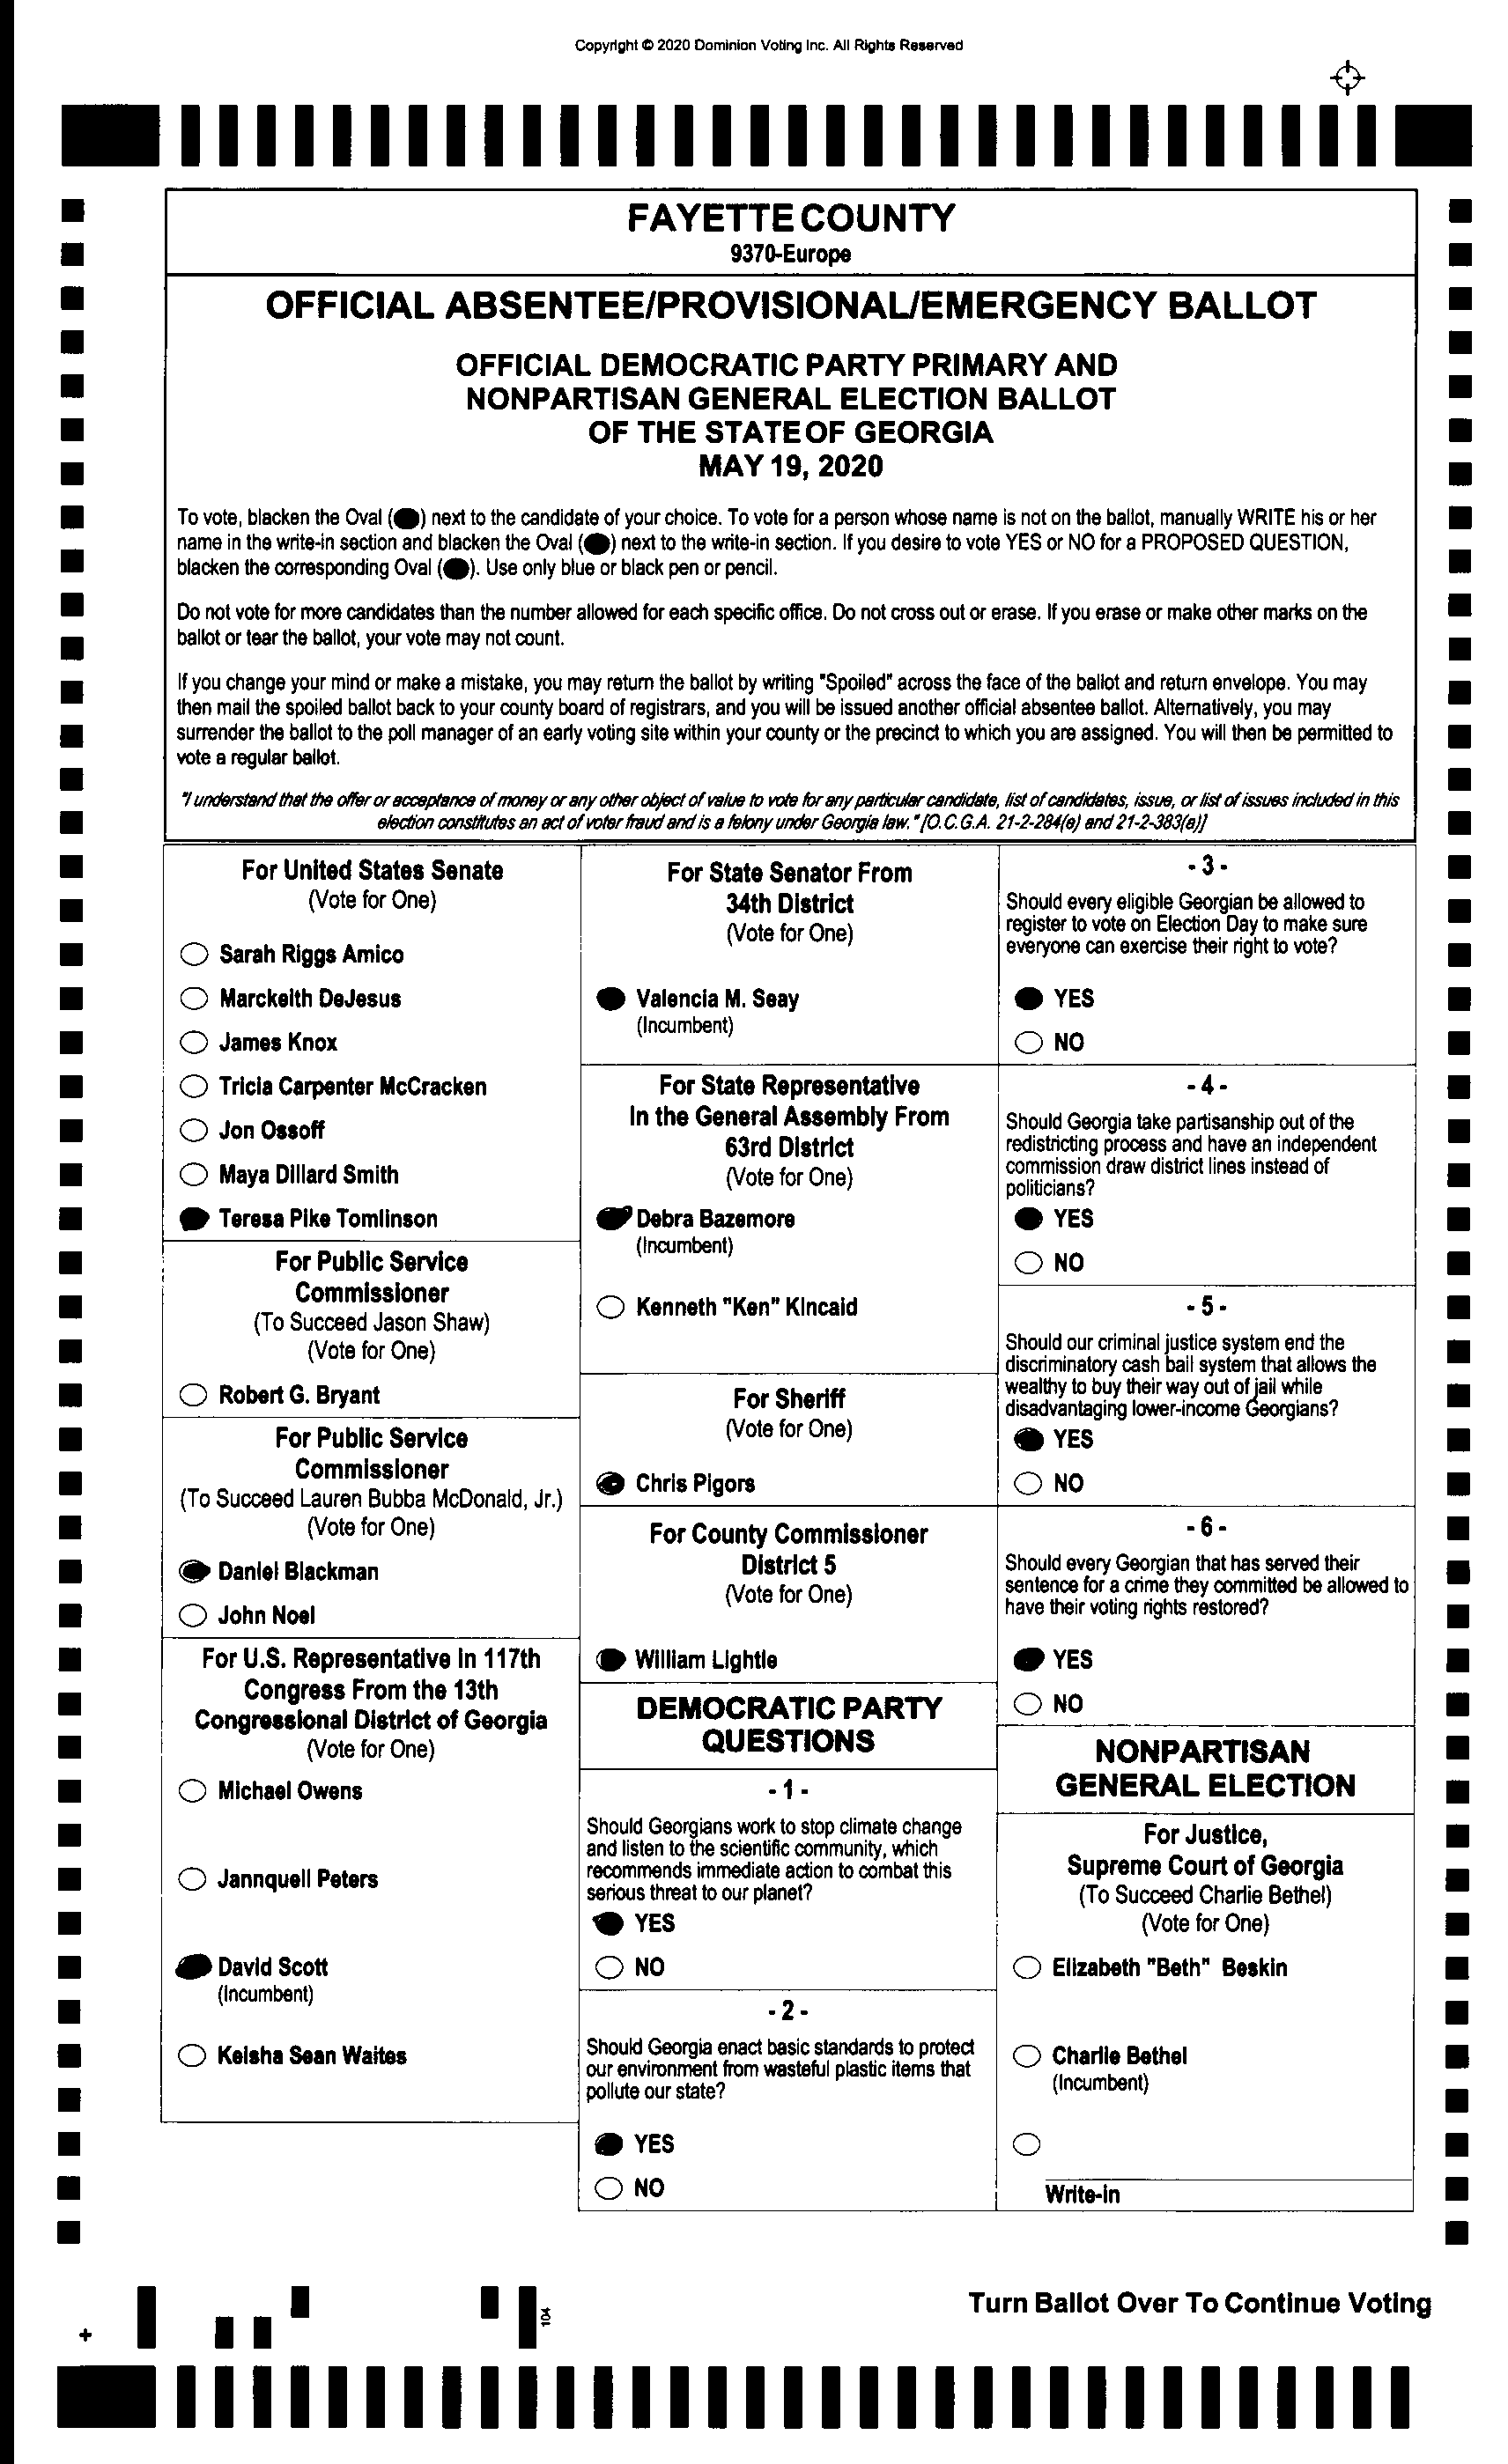 Copyright © 2020 Dominion Voting Inc. All Rights Reserved
FAYETTE COUNTY
9370-Europe
OFFICIAL ABSENTEE/PROVISIONAL/EMERGENCY BALLOT
OFFICIAL DEMOCRATIC PARTY PRIMARY AND
NONPARTISAN GENERAL ELECTION BALLOT
OF THE STATE OF GEORGIA
MAY 19, 2020
To vote, blacken the Oval ( ) next to the candidate of your choice. To vote for a person whose name is not on the ballot, manually WRITE his or her
name in the write-in section and blacken the Oval ( ) next to the write-in section. If you desire to vote YES or NO for a PROPOSED QUESTION,
blacken the corresponding Oval ( ). Use only blue or black pen or pencil.
Do not vote for more candidates than the number allowed for each specific office. Do not cross out or erase. If you erase or make other marks on the
ballot or tear the ballot, your vote may not count.
If you change your mind or make a mistake, you may return the ballot by writing "Spoiled" across the face of the ballot and return envelope. You may
then mail the spoiled ballot back to your county board of registrars, and you will be issued another official absentee ballot. Alternatively, you may
surrender the ballot to the poll manager of an early voting site within your county or the precinct to which you are assigned. You will then be permitted to
vote a regular ballot.
"I understand that the offer or acceptance of money or any other object of value to vote for any particular candidate, list of candidates, issue, or list of issues included in this
election constitutes an act of voter fraud and is a felony under Georgia law." [O.C.G.A. 21-2-284(e) and 21-2-383(a)]
For United States Senate
(Vote for One)
Sarah Riggs Amico
Marckeith DeJesus
James Knox
Tricia Carpenter McCracken
Jon Ossoff
Maya Dillard Smith
Teresa Pike Tomlinson
For Public Service
Commissioner
(To Succeed Jason Shaw)
(Vote for One)
Robert G. Bryant
For Public Service
Commissioner
(To Succeed Lauren Bubba McDonald, Jr.)
(Vote for One)
Daniel Blackman
John Noel
For U.S. Representative in 117th
Congress From the 13th
Congressional District of Georgia
(Vote for One)
Michael Owens
Jannquell Peters
David Scott
(Incumbent)
Keisha Sean Waites
For State Senator From
34th District
(Vote for One)
Valencia M. Seay
(Incumbent)
For State Representative
In the General Assembly From
63rd District
(Vote for One)
Debra Bazemore
(Incumbent)
Kenneth "Ken" Kincaid
For Sheriff
(Vote for One)
Chris Pigors
For County Commissioner
District 5
(Vote for One)
William Lightle
DEMOCRATIC PARTY
QUESTIONS
- 1 -
Should Georgians work to stop climate change
and listen to the scientific community, which
recommends immediate action to combat this
serious threat to our planet?
YES
NO
- 2 -
Should Georgia enact basic standards to protect
our environment from wasteful plastic items that
pollute our state?
YES
NO
- 3 -
Should every eligible Georgian be allowed to
register to vote on Election Day to make sure
everyone can exercise their right to vote?
YES
NO
- 4 -
Should Georgia take partisanship out of the
redistricting process and have an independent
commission draw district lines instead of
politicians?
YES
NO
- 5 -
Should our criminal justice system end the
discriminatory cash bail system that allows the
wealthy to buy their way out of jail while
disadvantaging lower-income Georgians?
YES
NO
- 6 -
Should every Georgian that has served their
sentence for a crime they committed be allowed to
have their voting rights restored?
YES
NO
NONPARTISAN
GENERAL ELECTION
For Justice,
Supreme Court of Georgia
(To Succeed Charlie Bethel)
(Vote for One)
Elizabeth "Beth" Beskin
Charlie Bethel
(Incumbent)
Write-in
Turn Ballot Over To Continue Voting
104
+